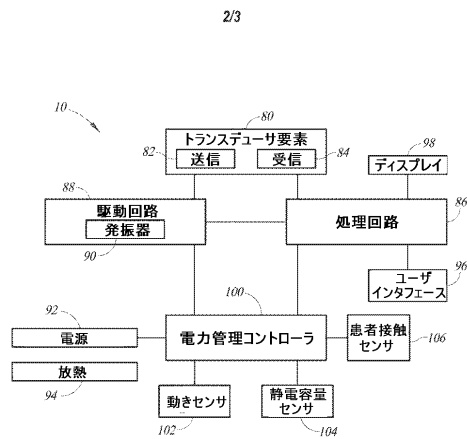 2/3
10
80
トランスデューサ要素
82
送信
受信
84
98
ディスプレイ
88
駆動回路
発振器
90
処理回路
86
96
ユーザ
インタフェース
92
電源
100
電力管理コントローラ
患者接触
センサ
106
放熱
94
動きセンサ
102
静電容量
センサ
104